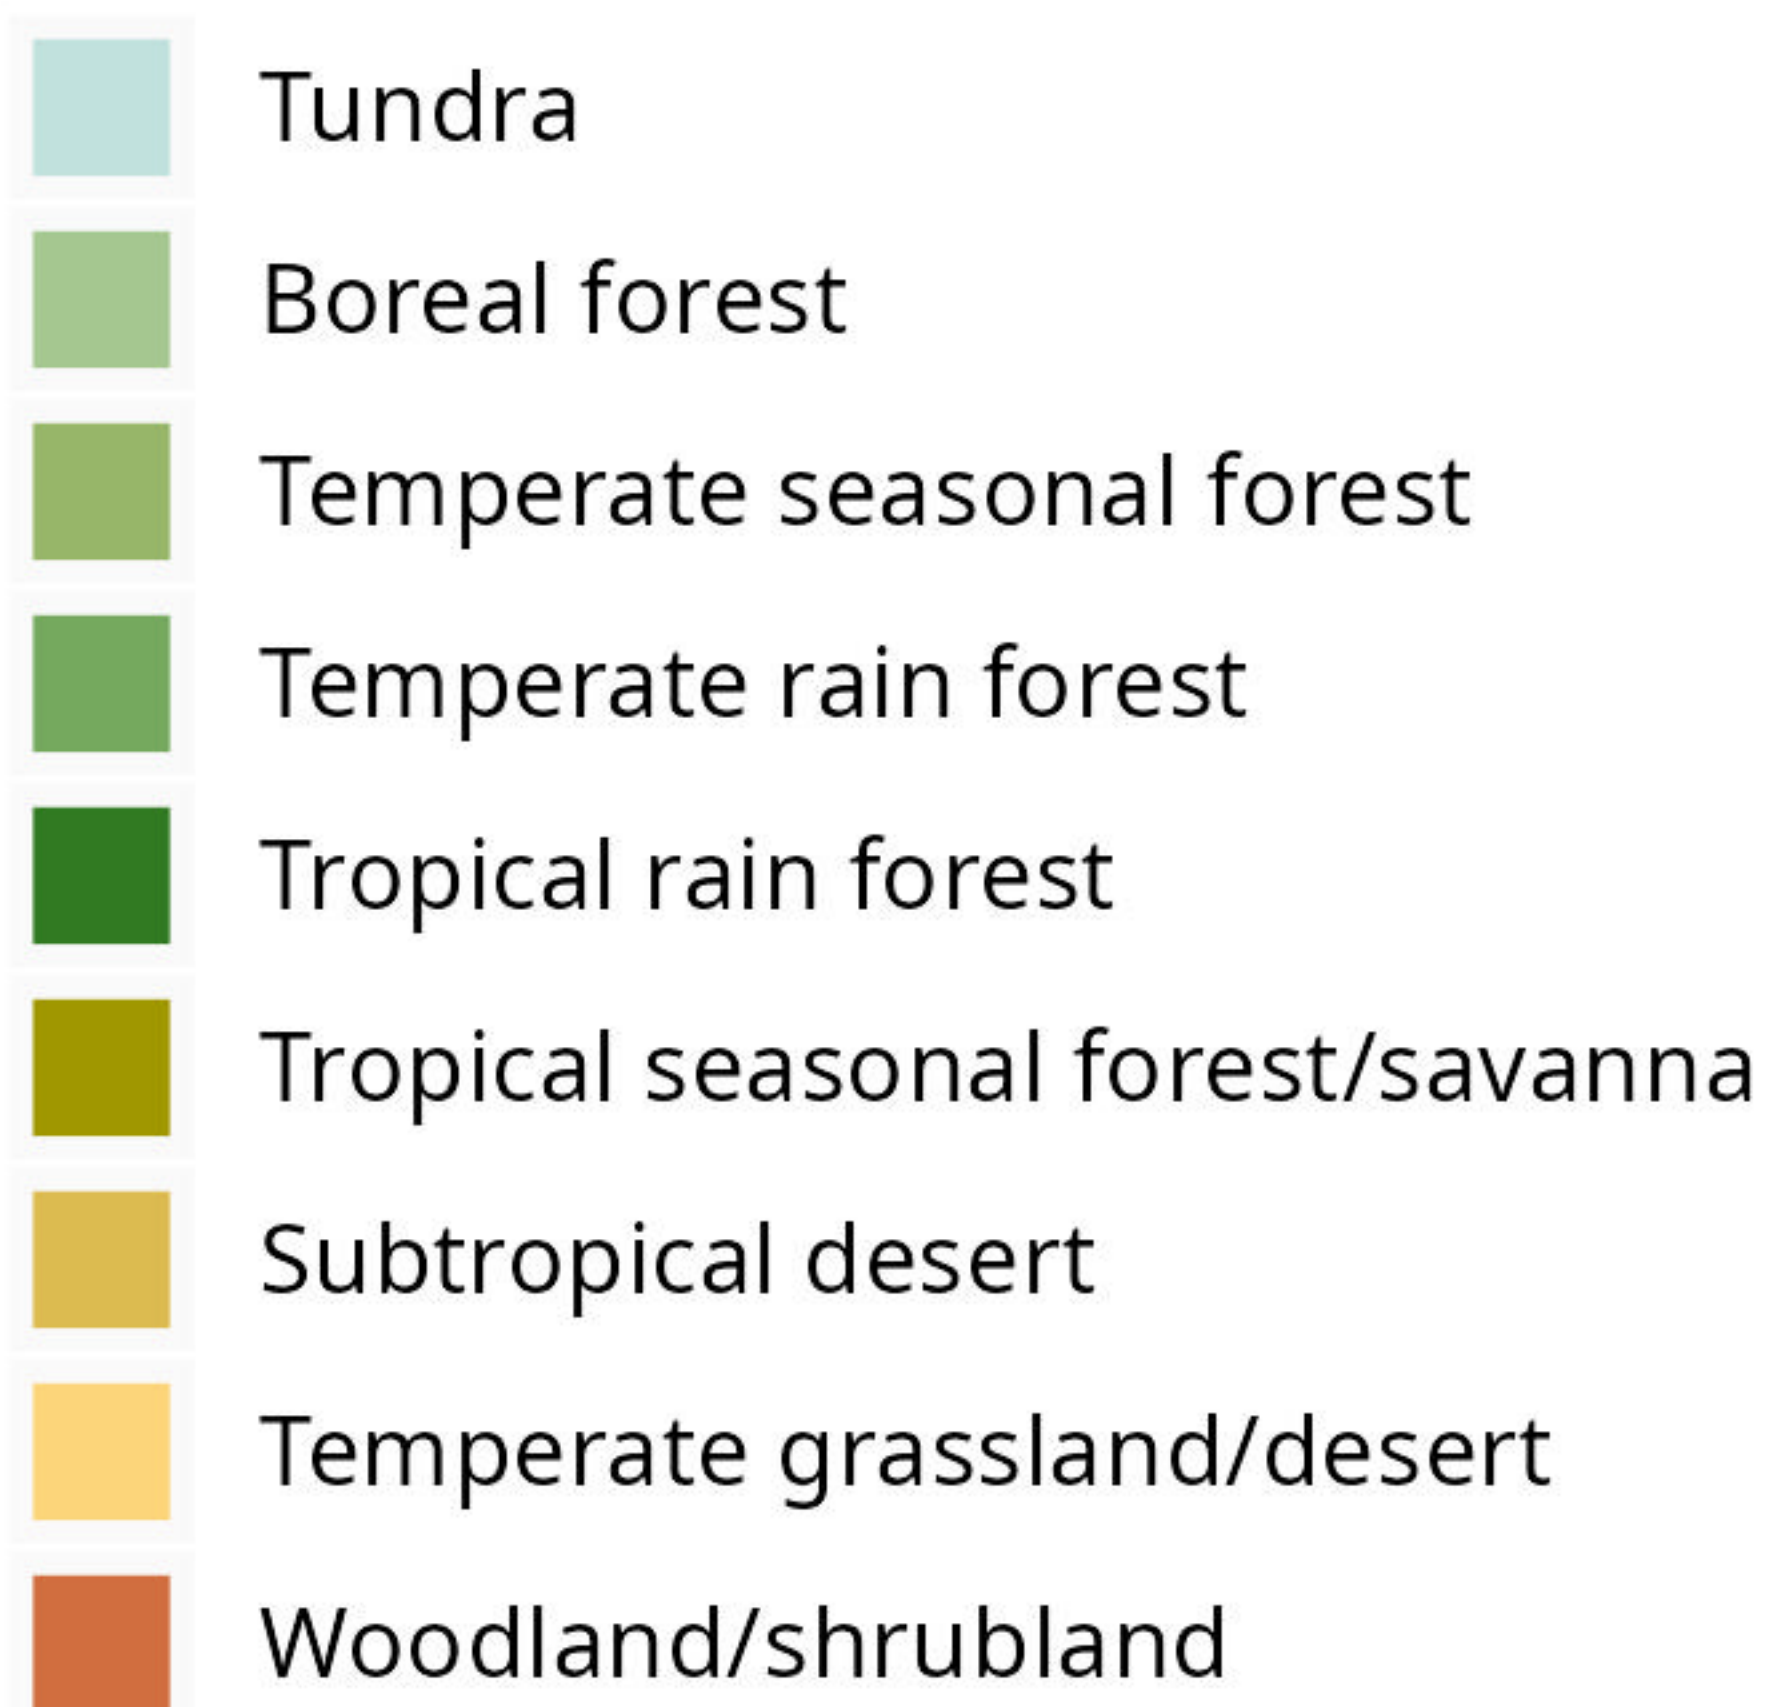 Tundra
Boreal forest
Temperate seasonal forest
Temperate rain forest
Tropical rain forest
Tropical seasonal forest/savanna
Subtropical desert
Temperate grassland/desert
Woodland/shrubland